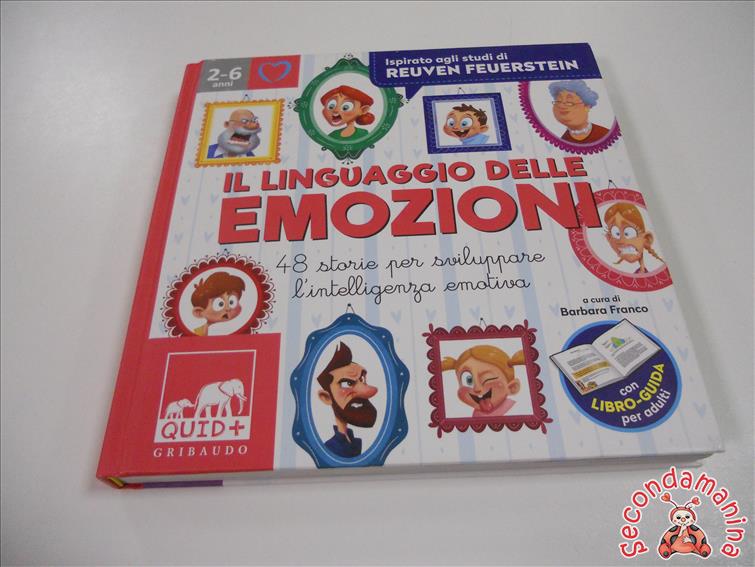 2-6
anni
Ispirato agli studi di
REUVEN FEUERSTEIN
IL LINGUAGGIO DELLE
EMOZIONI
48 storie per sviluppare
l'intelligenza emotiva
a cura di
Barbara Franco
con
LIBRO-GUIDA
per adulti
QUID+
GRIBAUDO
Secondamanina